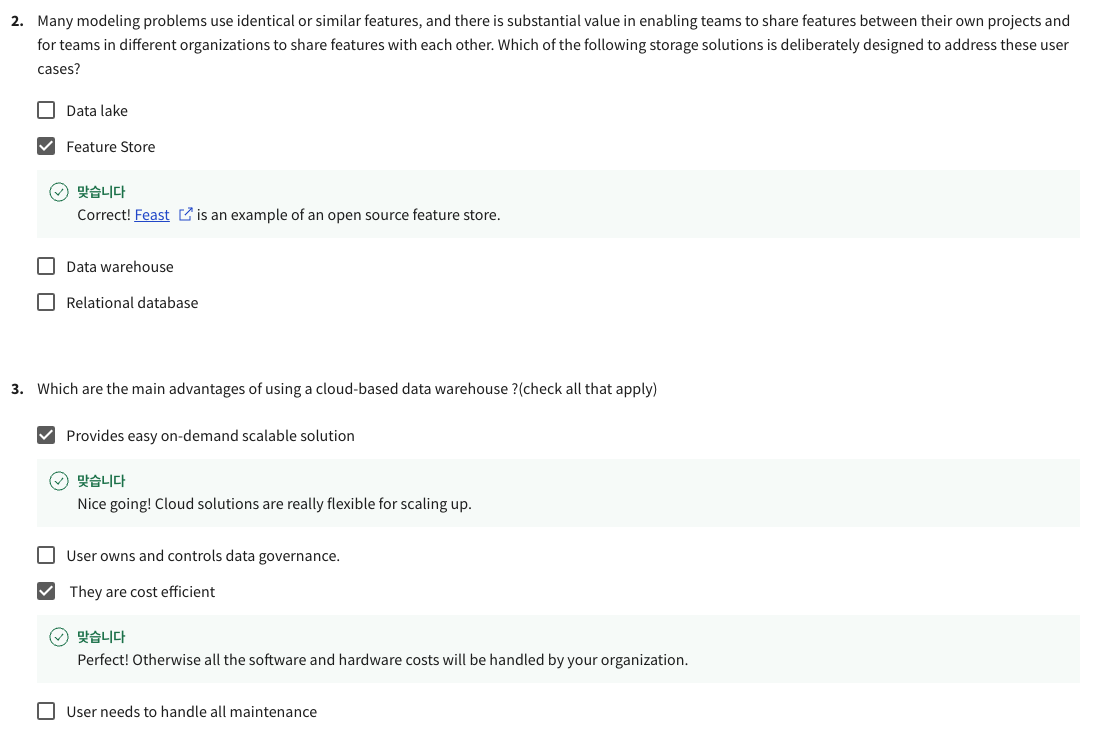 2. Many modeling problems use identical or similar features, and there is substantial value in enabling teams to share features between their own projects and
for teams in different organizations to share features with each other. Which of the following storage solutions is deliberately designed to address these user
cases?
Data lake
Feature Store
맞습니다
Correct! Feast is an example of an open source feature store.
Data warehouse
Relational database
3. Which are the main advantages of using a cloud-based data warehouse ?(check all that apply)
Provides easy on-demand scalable solution
맞습니다
Nice going! Cloud solutions are really flexible for scaling up.
User owns and controls data governance.
They are cost efficient
맞습니다
Perfect! Otherwise all the software and hardware costs will be handled by your organization.
User needs to handle all maintenance